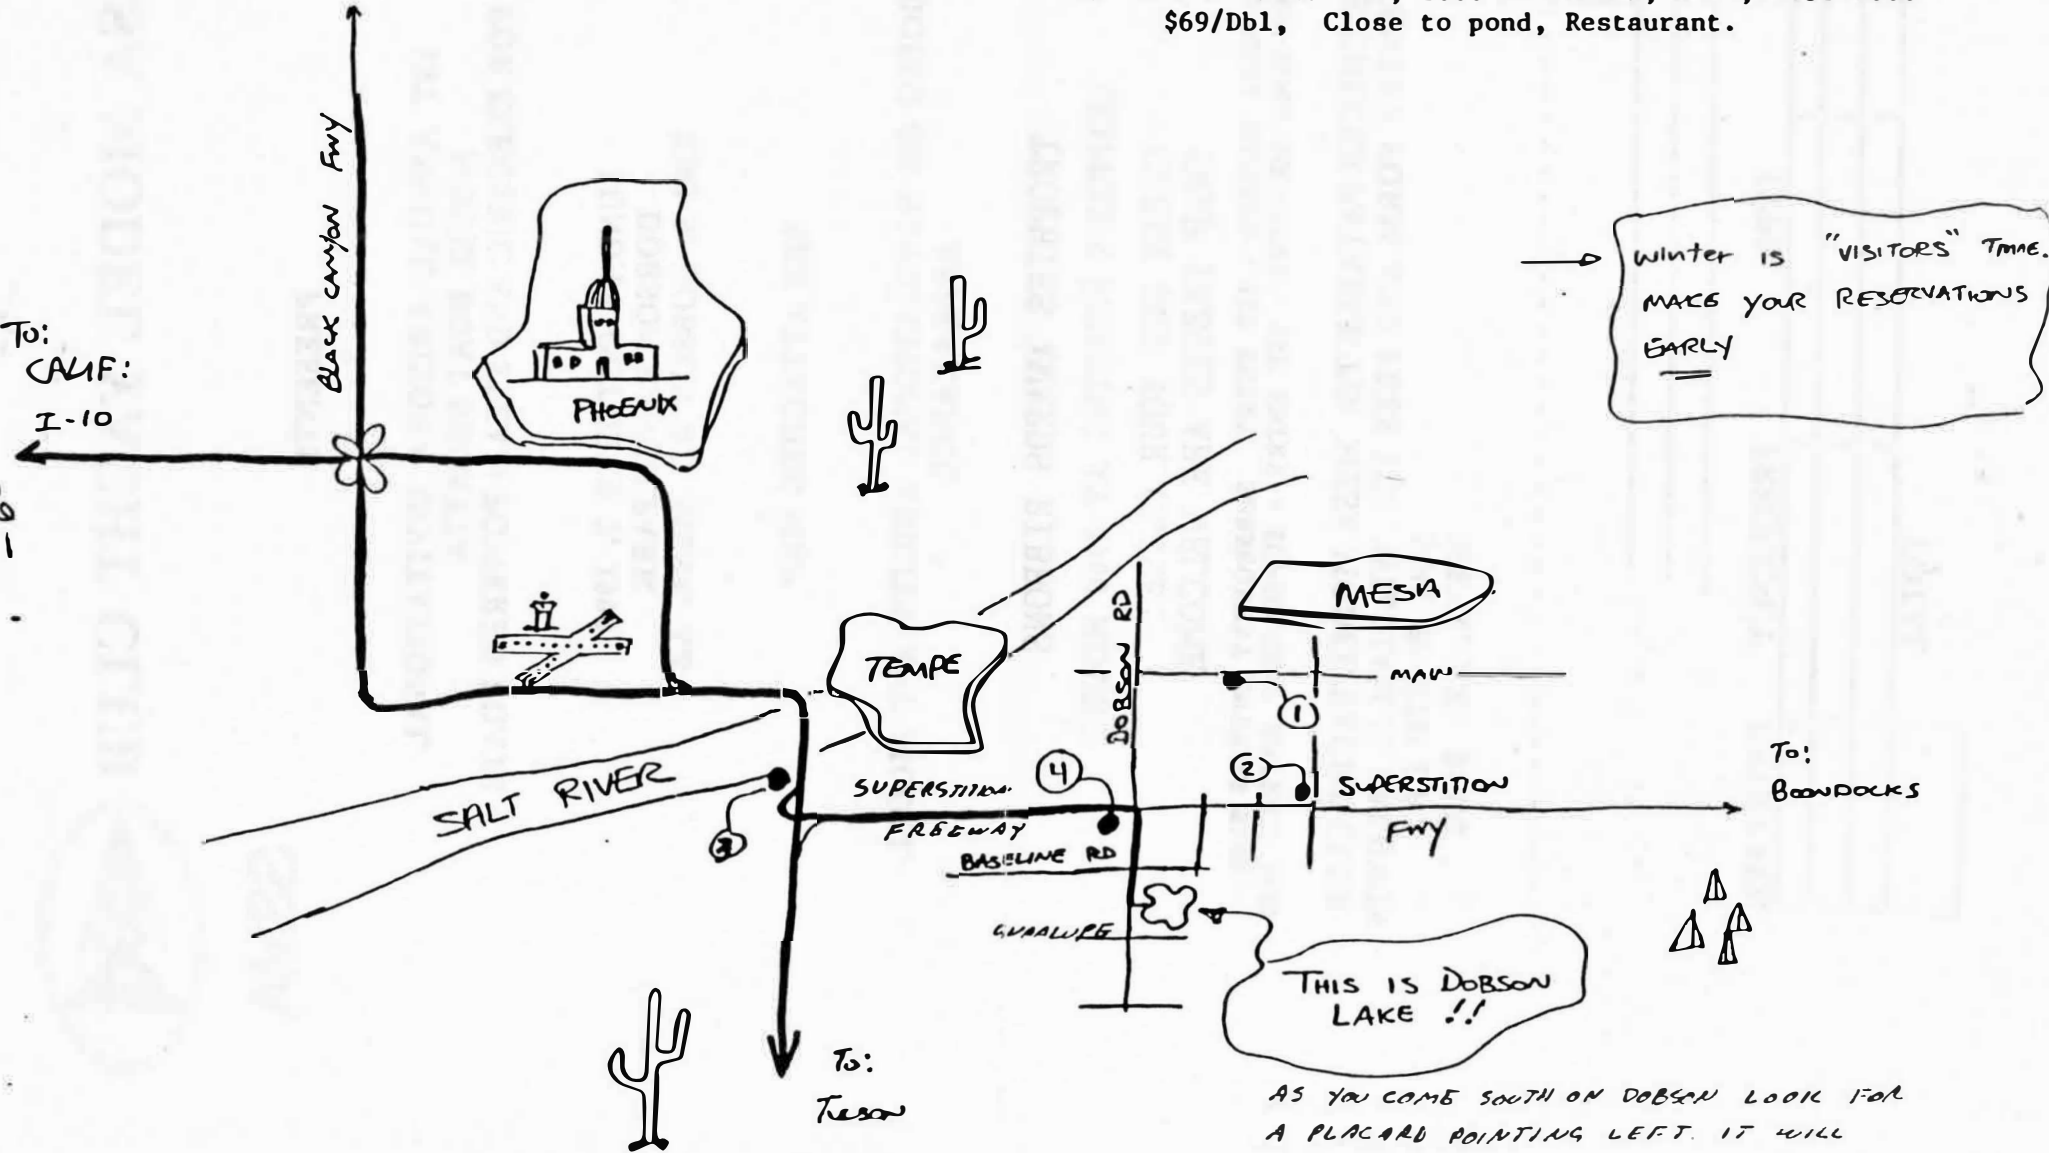 $69/Dbl, Close to pond, Restaurant.
BLACK CANYON FWY
To:
CALIF:
I-10
PHOENIX
Winter is "VISITORS" TMAE.
MAKE YOUR RESERVATIONS
EARLY
MESA
TEMPE
DOBSON RD
MAIN
1
2
4
SUPERSTITION
FREEWAY
SUPERSTITION
FWY
To:
BOONDOCKS
SALT RIVER
3
BASELINE RD
GUADALUPE
THIS IS DOBSON
LAKE !!
To:
TUCSON
AS YOU COME SOUTH ON DOBSON LOOK FOR
A PLACARD POINTING LEFT. IT WILL